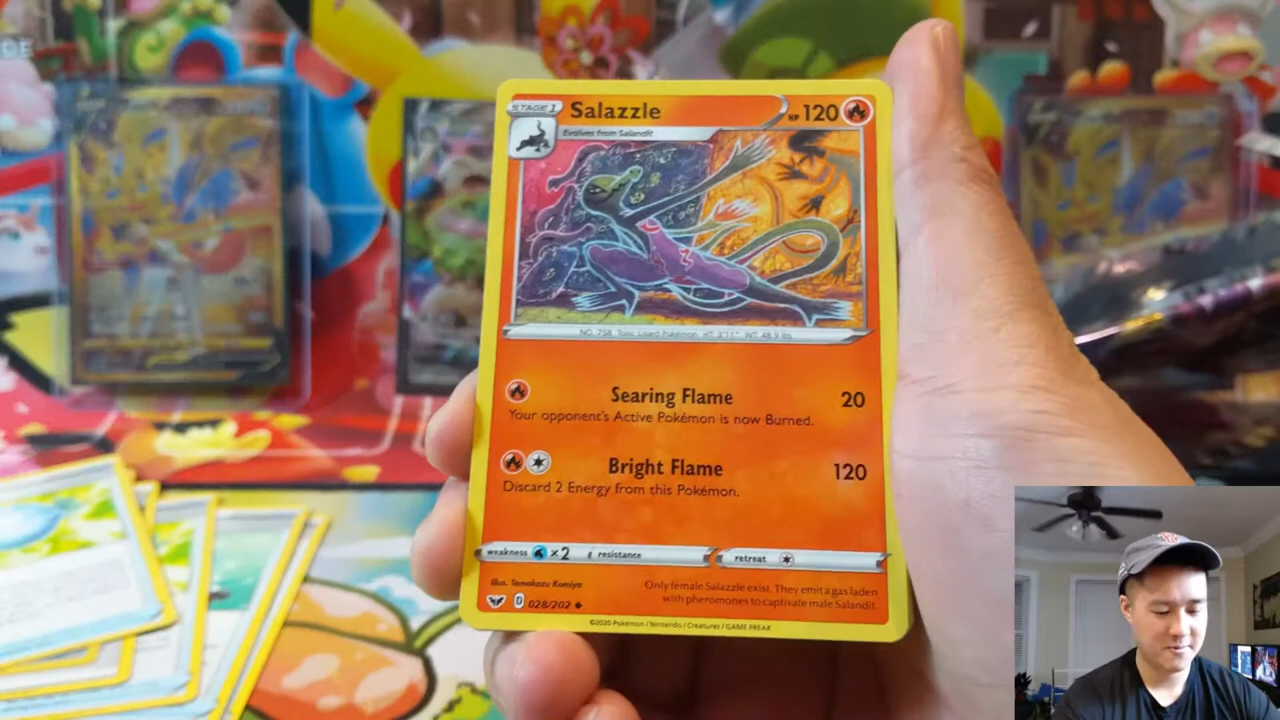 STAGE 1
Salazzle
HP 120
Evolves from Salandit
NO. 758 Toxic Lizard Pokémon HT: 3'11" WT: 48.9 lbs.
Searing Flame 20
Your opponent's Active Pokémon is now Burned.
Bright Flame 120
Discard 2 Energy from this Pokémon.
weakness ×2 resistance retreat
Illus. Tomokazu Komiya
D 028/202
Only female Salazzle exist. They emit a gas laden
with pheromones to captivate male Salandit.
©2020 Pokémon / Nintendo / Creatures / GAME FREAK